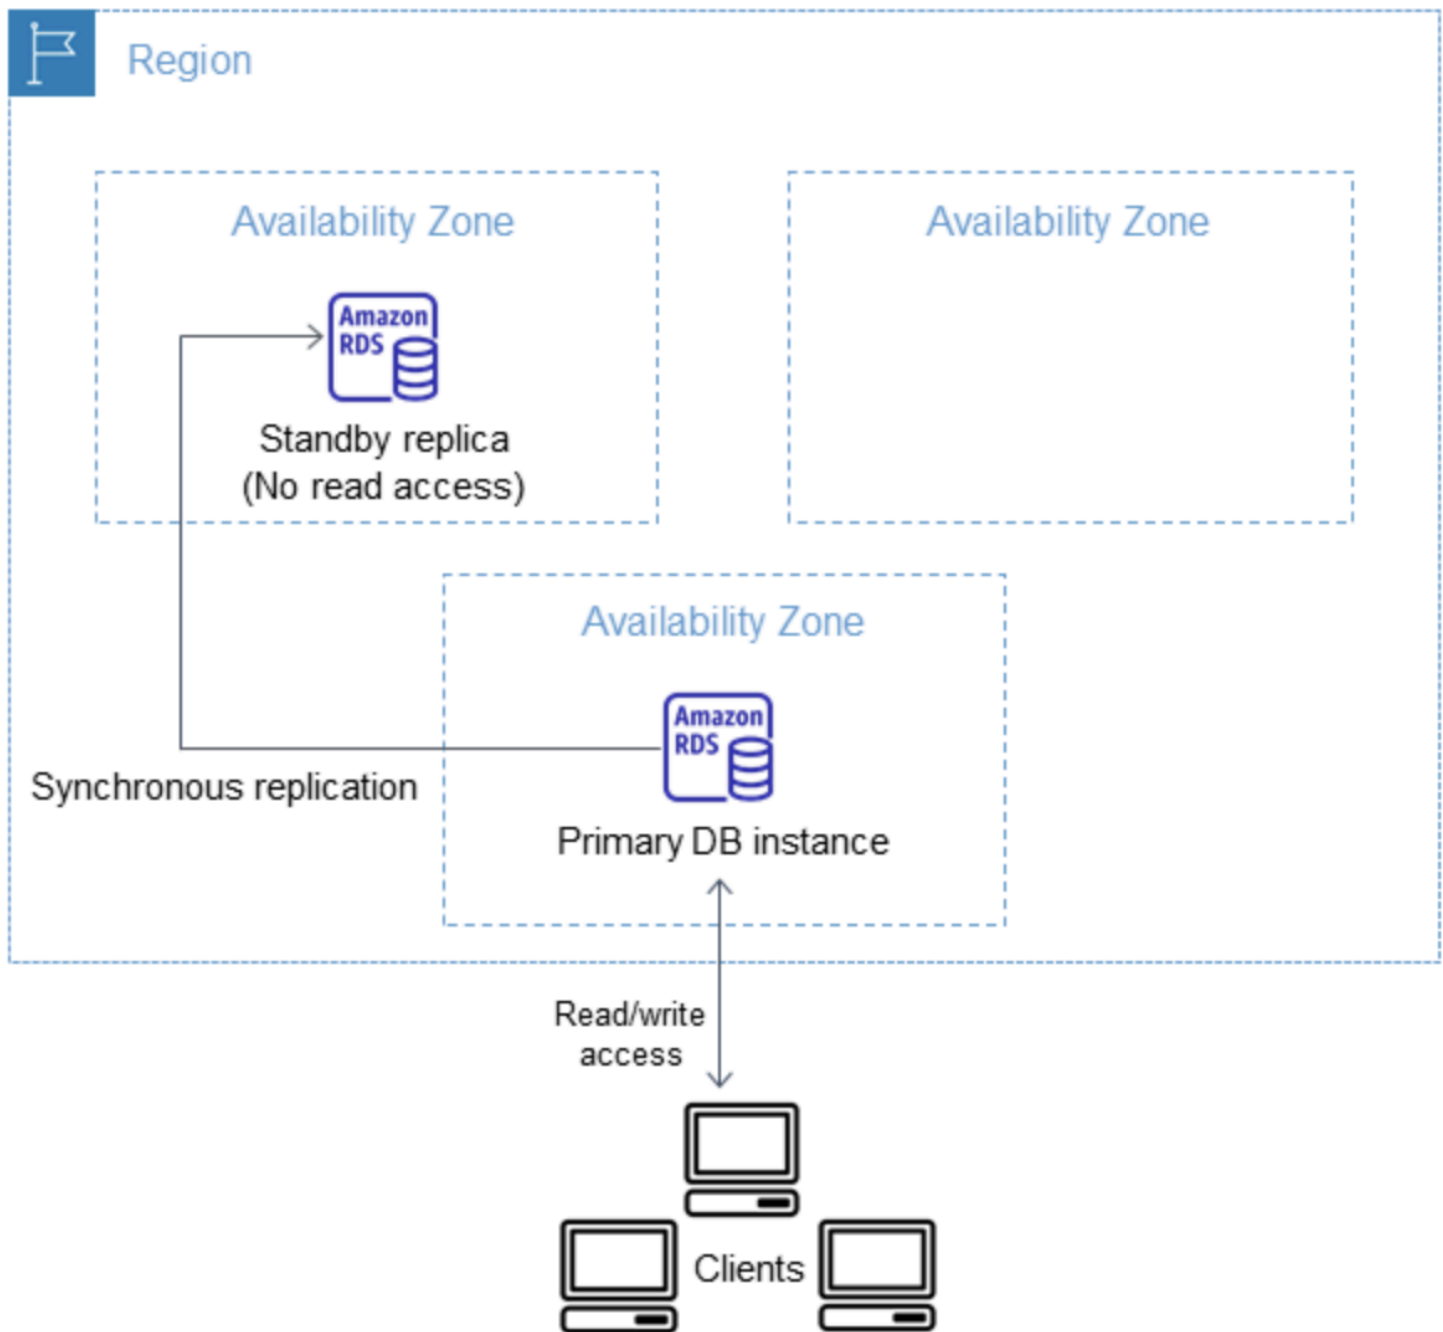 Region
Availability Zone
Availability Zone
Amazon
RDS
Standby replica
(No read access)
Availability Zone
Amazon
RDS
Synchronous replication
Primary DB instance
Read/write
access
Clients